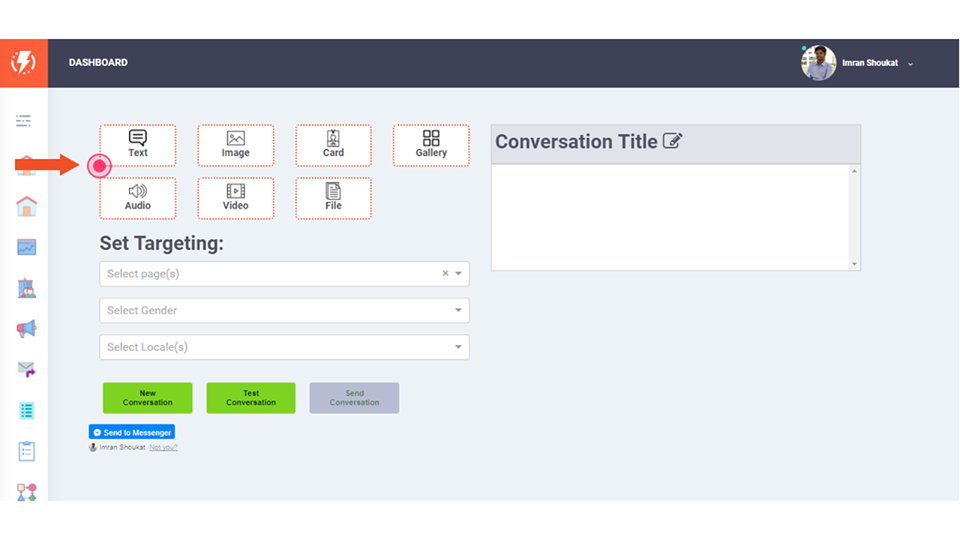 DASHBOARD
Imran Shoukat
Text
Image
Card
Gallery
Audio
Video
File
Conversation Title
Set Targeting:
Select page(s)
Select Gender
Select Locale(s)
New
Conversation
Test
Conversation
Send
Conversation
Send to Messenger
Imran Shoukat Not you?